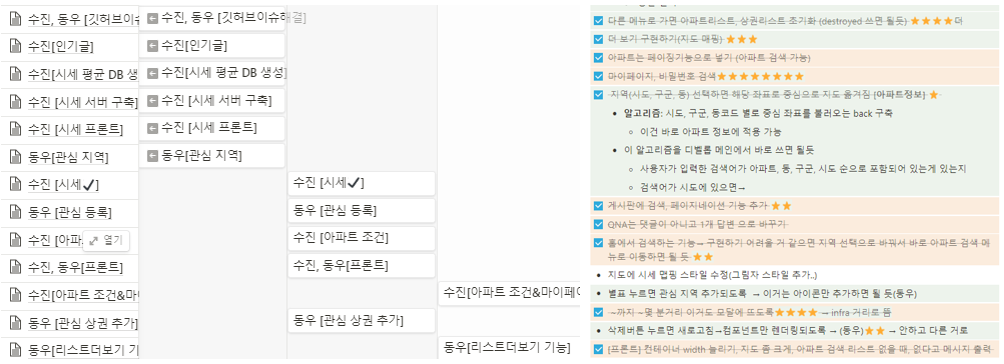 수진, 동우 [깃허브이슈
수진, 동우 [깃허브이슈해결]
수진[인기글]
수진[인기글]
수진[시세 평균 DB 생성
수진[시세 평균 DB 생성]
수진 [시세 서버 구축]
수진 [시세 서버 구축]
수진 [시세 프론트]
수진 [시세 프론트]
동우[관심 지역]
동우[관심 지역]
수진 [시세✔]
수진 [시세✔]
동우 [관심 등록]
동우 [관심 등록]
수진 [아파
열기
수진 [아파트 조건]
수진, 동우[프론트]
수진, 동우[프론트]
수진[아파트 조건&마이
수진[아파트 조건&마이페이
동우 [관심 상권 추가]
동우 [관심 상권 추가]
동우[리스트더보기 기
동우[리스트더보기 기능]
다른 메뉴로 가면 아파트리스트, 상권리스트 초기화 (destroyed 쓰면 될듯) ⭐⭐⭐⭐더
더 보기 구현하기(지도 매핑) ⭐⭐⭐
아파트는 페이징기능으로 넣기 (아파트 검색 가능)
마이페이지, 비밀번호 검색⭐⭐⭐⭐⭐⭐⭐⭐
지역(시도, 구군, 동) 선택하면 해당 좌표로 중심으로 지도 옮겨짐 [아파트정보] ⭐
• 알고리즘: 시도, 구군, 동코드 별로 중심 좌표를 불러오는 back 구축
◦ 이건 바로 아파트 정보에 적용 가능
• 이 알고리즘을 디벨롭 메인에서 바로 쓰면 될듯
◦ 사용자가 입력한 검색어가 아파트, 동, 구군, 시도 순으로 포함되어 있는게 있는지
◦ 검색어가 시도에 있으면→
게시판에 검색, 페이지네이션 기능 추가 ⭐⭐
QNA는 댓글이 아니고 1개 답변 으로 바꾸기
홈에서 검색하는 기능→ 구현하기 어려울 거 같으면 지역 선택으로 바꿔서 바로 아파트 검색 메
뉴로 이동하면 될 듯 ⭐⭐
• 지도에 시세 맵핑 스타일 수정(그림자 스타일 추가..)
• 별표 누르면 관심 지역 추가되도록 → 이거는 아이콘만 추가하면 될 듯(동우)
~까지 ~몇 분거리 이거도 모달에 뜨도록⭐⭐⭐⭐ → infra 거리로 뜸
• 삭제버튼 누르면 새로고침→컴포넌트만 렌더링되도록 → (동우)⭐⭐ → 안하고 다른 거로
[프론트] 컨테이너 width 늘리기, 지도 좀 크게, 아파트 검색 리스트 없을 때, 없다고 메시지 출력